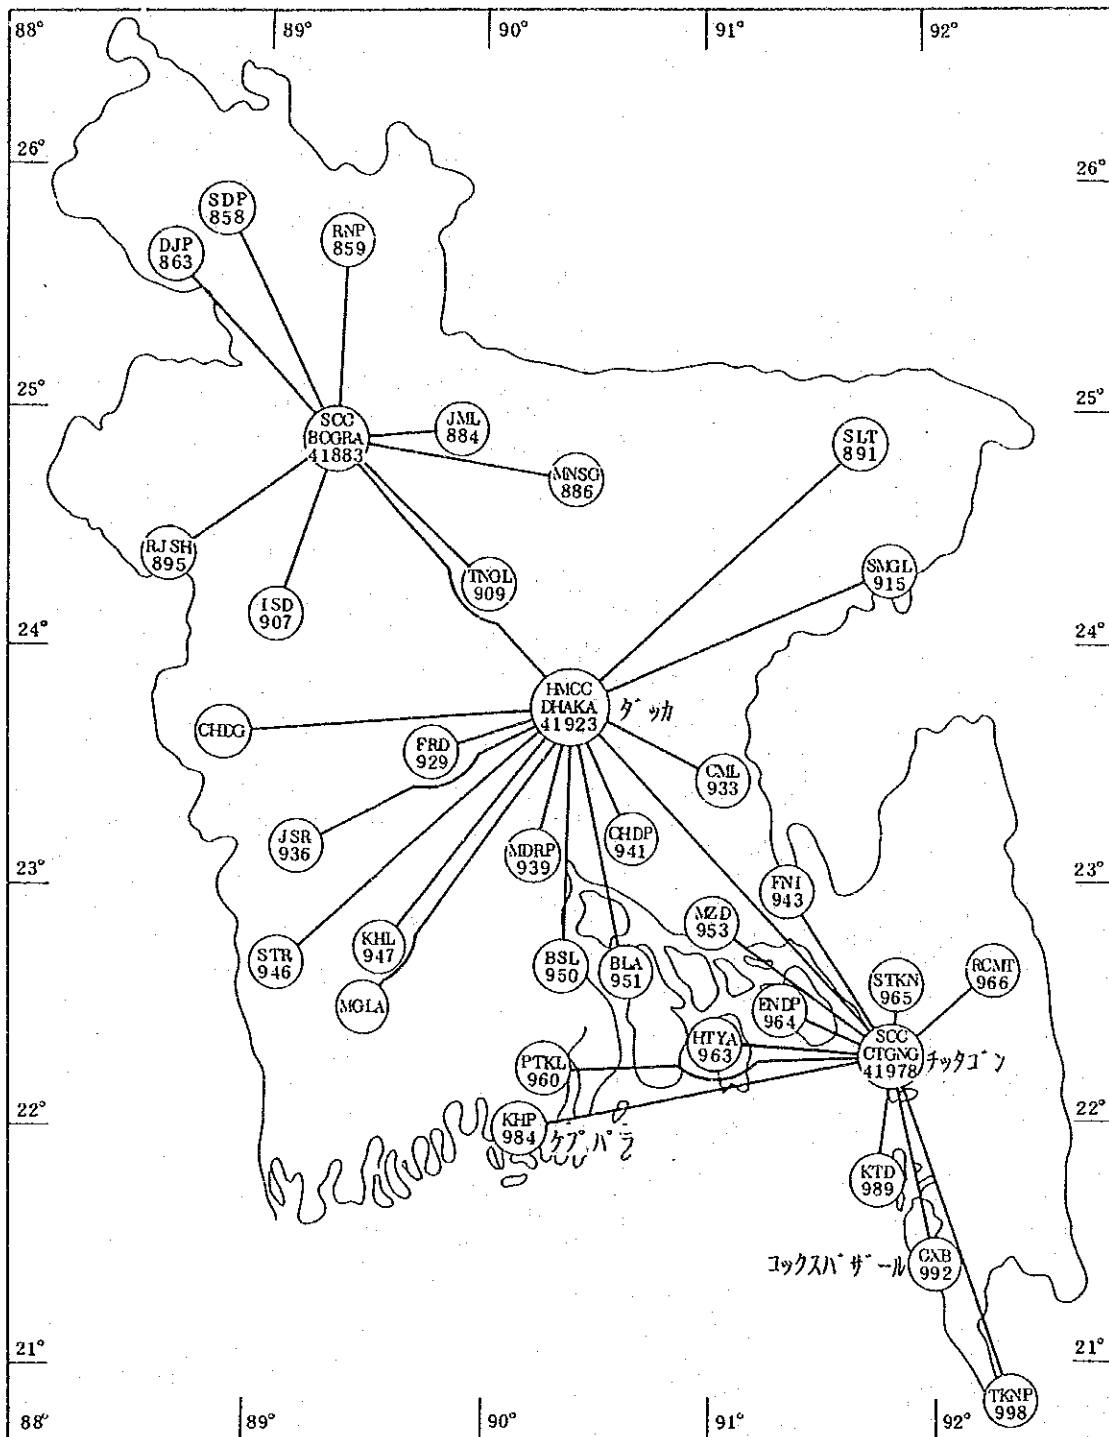 88° 89° 90° 91° 92°
26° 26°
SDP
858
RNP
859
DJP
863
25° 25°
SCC
BCGRA
41883
JML
884
SLT
891
MNSG
886
RJSH
895
TNGL
909
SMGL
915
ISD
907
24° 24°
HMCC
DHAKA
41923
ダッカ
CHDG
FRD
929
CML
933
JSR
936
MDRP
939
CHDP
941
23° 23°
FNI
943
MZD
953
STR
946
KHL
947
BSL
950
BLA
951
STKN
965
RCMT
966
MGLA
ENDP
964
HTYA
963
SCC
CTGNG
41978
チッタゴン
PTKL
960
22° 22°
KHP
984
ケプパラ
KTD
989
コックスバザール
CXB
992
21° 21°
TKNP
998
88° 89° 90° 91° 92°